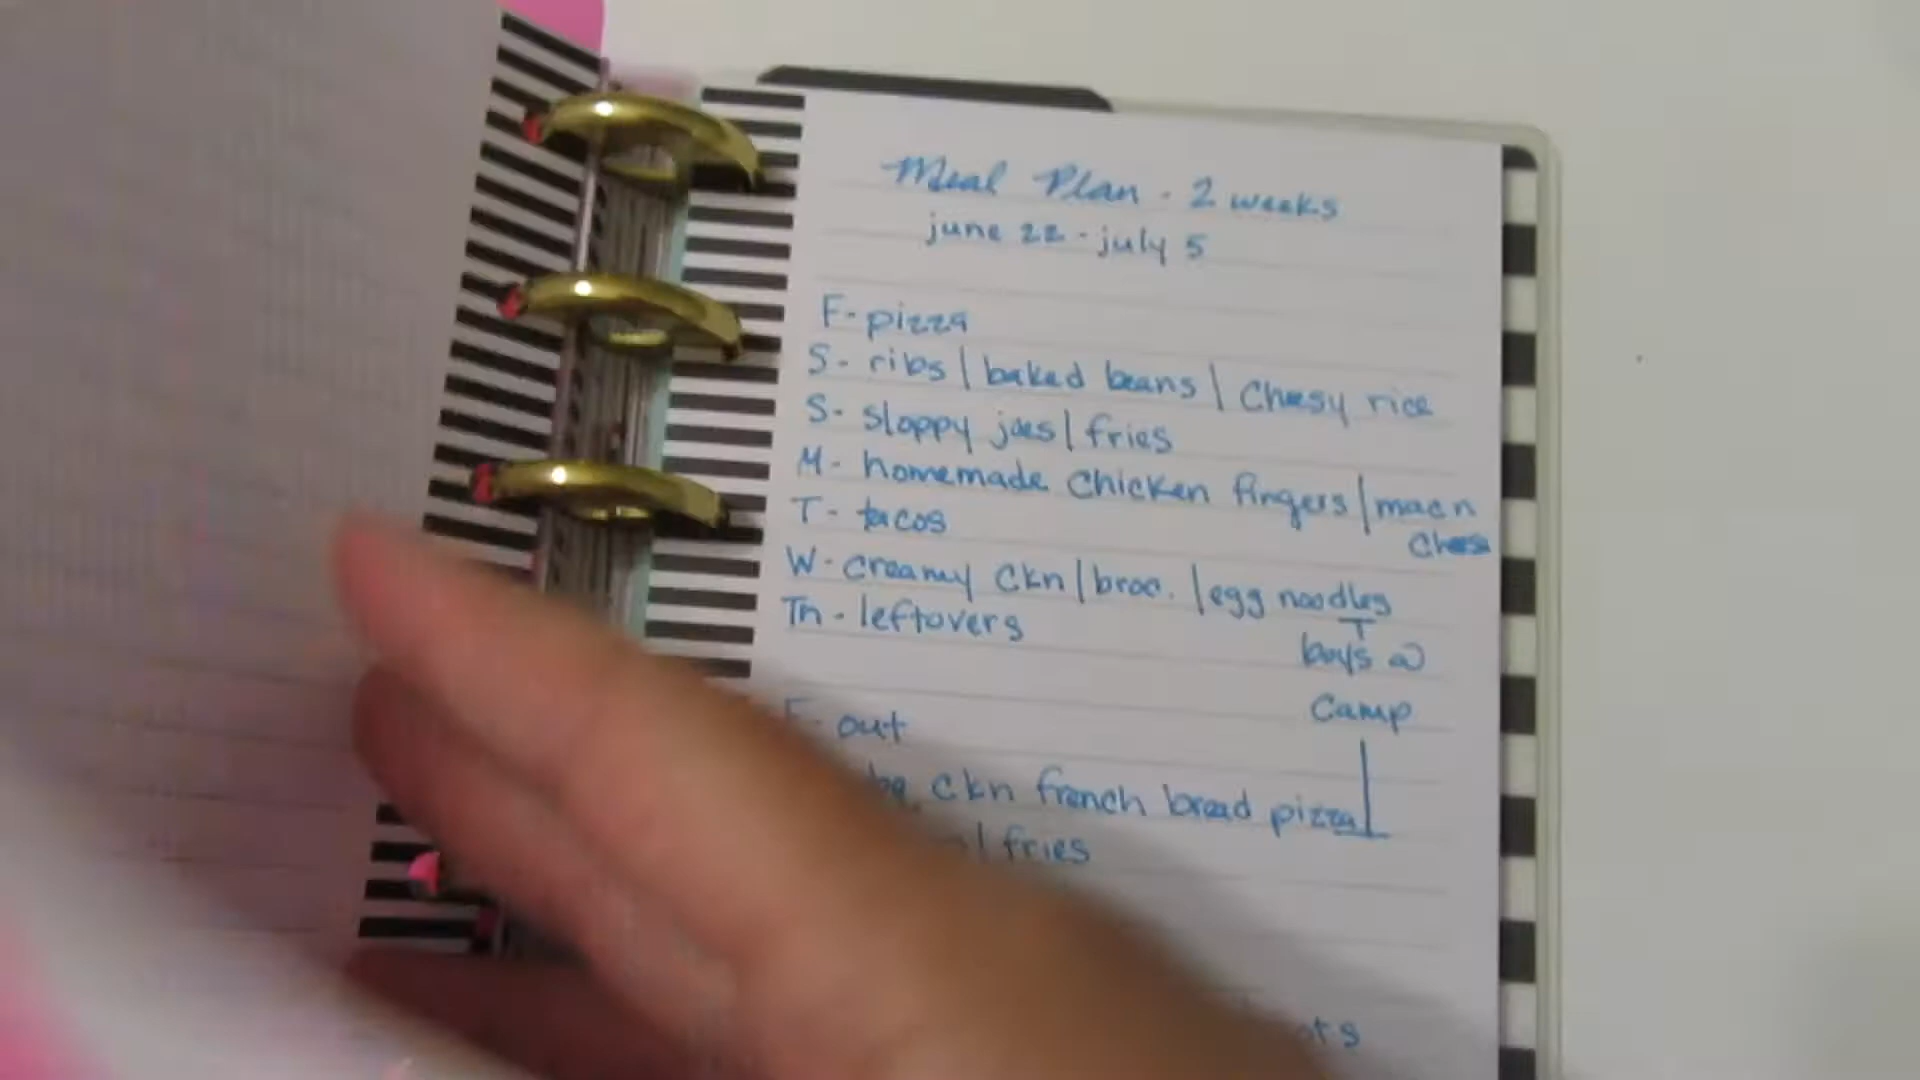 Meal Plan - 2 weeks
june 22 - july 5
F- pizza
S- ribs | baked beans | Cheesy rice
S- sloppy joes | fries
M- homemade chicken fingers | mac n
cheese
T- tacos
W- creamy ckn | broc. | egg noodles
Th- leftovers
boys @
Camp
F- out
ckn french bread pizza
| fries